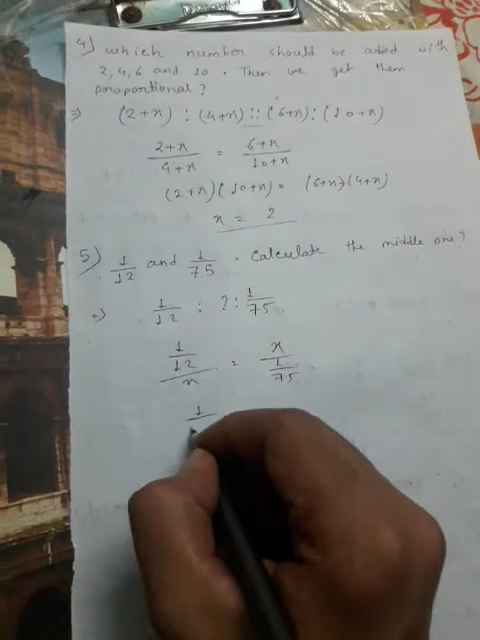 4) which number should be added with
2, 4, 6 and 10. Then we get them
proportional?
=> (2+x) : (4+x) :: (6+x) : (10+x)
2+x/4+x = 6+x/10+x
(2+x)(10+x) = (6+x)(4+x)
x = 2
5) 1/12 and 1/75. Calculate the middle one?
=> 1/12 : ? : 1/75
1/12/x = x/1/75
1